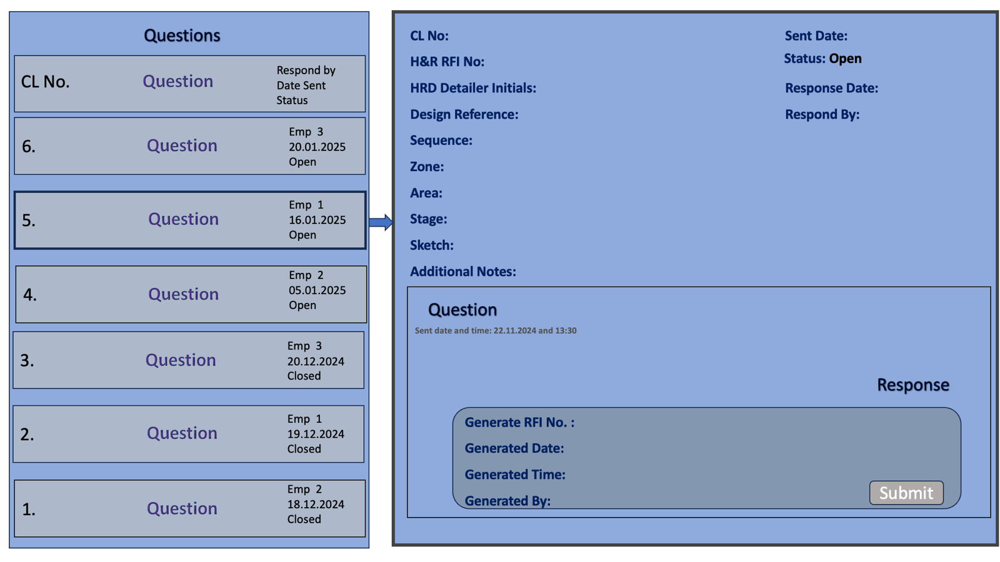 Questions
CL No.
Question
Respond by
Date Sent
Status
6.
Question
Emp 3
20.01.2025
Open
5.
Question
Emp 1
16.01.2025
Open
4.
Question
Emp 2
05.01.2025
Open
3.
Question
Emp 3
20.12.2024
Closed
2.
Question
Emp 1
19.12.2024
Closed
1.
Question
Emp 2
18.12.2024
Closed
CL No:
H&R RFI No:
HRD Detailer Initials:
Design Reference:
Sequence:
Zone:
Area:
Stage:
Sketch:
Additional Notes:
Sent Date:
Status: Open
Response Date:
Respond By:
Question
Sent date and time: 22.11.2024 and 13:30
Response
Generate RFI No. :
Generated Date:
Generated Time:
Generated By:
Submit